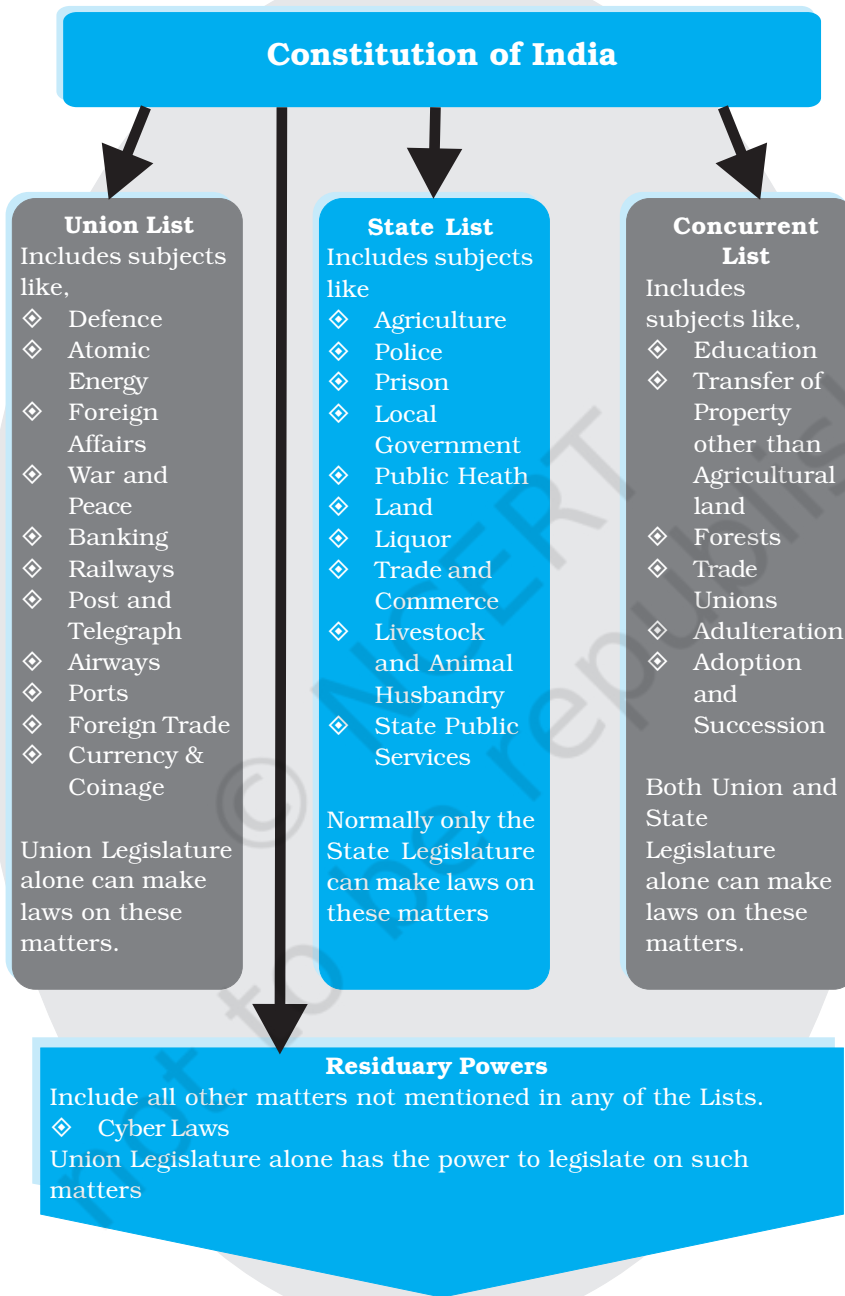 Constitution of India
Union List
Includes subjects
like,
Defence
Atomic
Energy
Foreign
Affairs
War and
Peace
Banking
Railways
Post and
Telegraph
Airways
Ports
Foreign Trade
Currency &
Coinage
Union Legislature
alone can make
laws on these
matters.
State List
Includes subjects
like
Agriculture
Police
Prison
Local
Government
Public Heath
Land
Liquor
Trade and
Commerce
Livestock
and Animal
Husbandry
State Public
Services
Normally only the
State Legislature
can make laws on
these matters
Concurrent
List
Includes
subjects like,
Education
Transfer of
Property
other than
Agricultural
land
Forests
Trade
Unions
Adulteration
Adoption
and
Succession
Both Union and
State
Legislature
alone can make
laws on these
matters.
Residuary Powers
Include all other matters not mentioned in any of the Lists.
Cyber Laws
Union Legislature alone has the power to legislate on such
matters
© NCERT
not to be republis